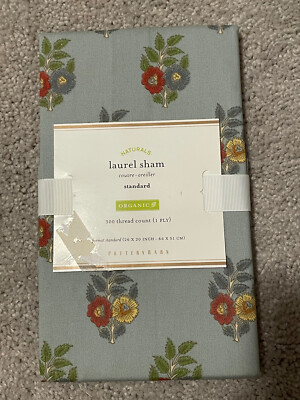 NATURALS
laurel sham
couvre-oreiller
standard
ORGANIC
300 thread count (1 PLY)
standard (26 X 20 INCH - 66 X 51 CM)
POTTERY BARN